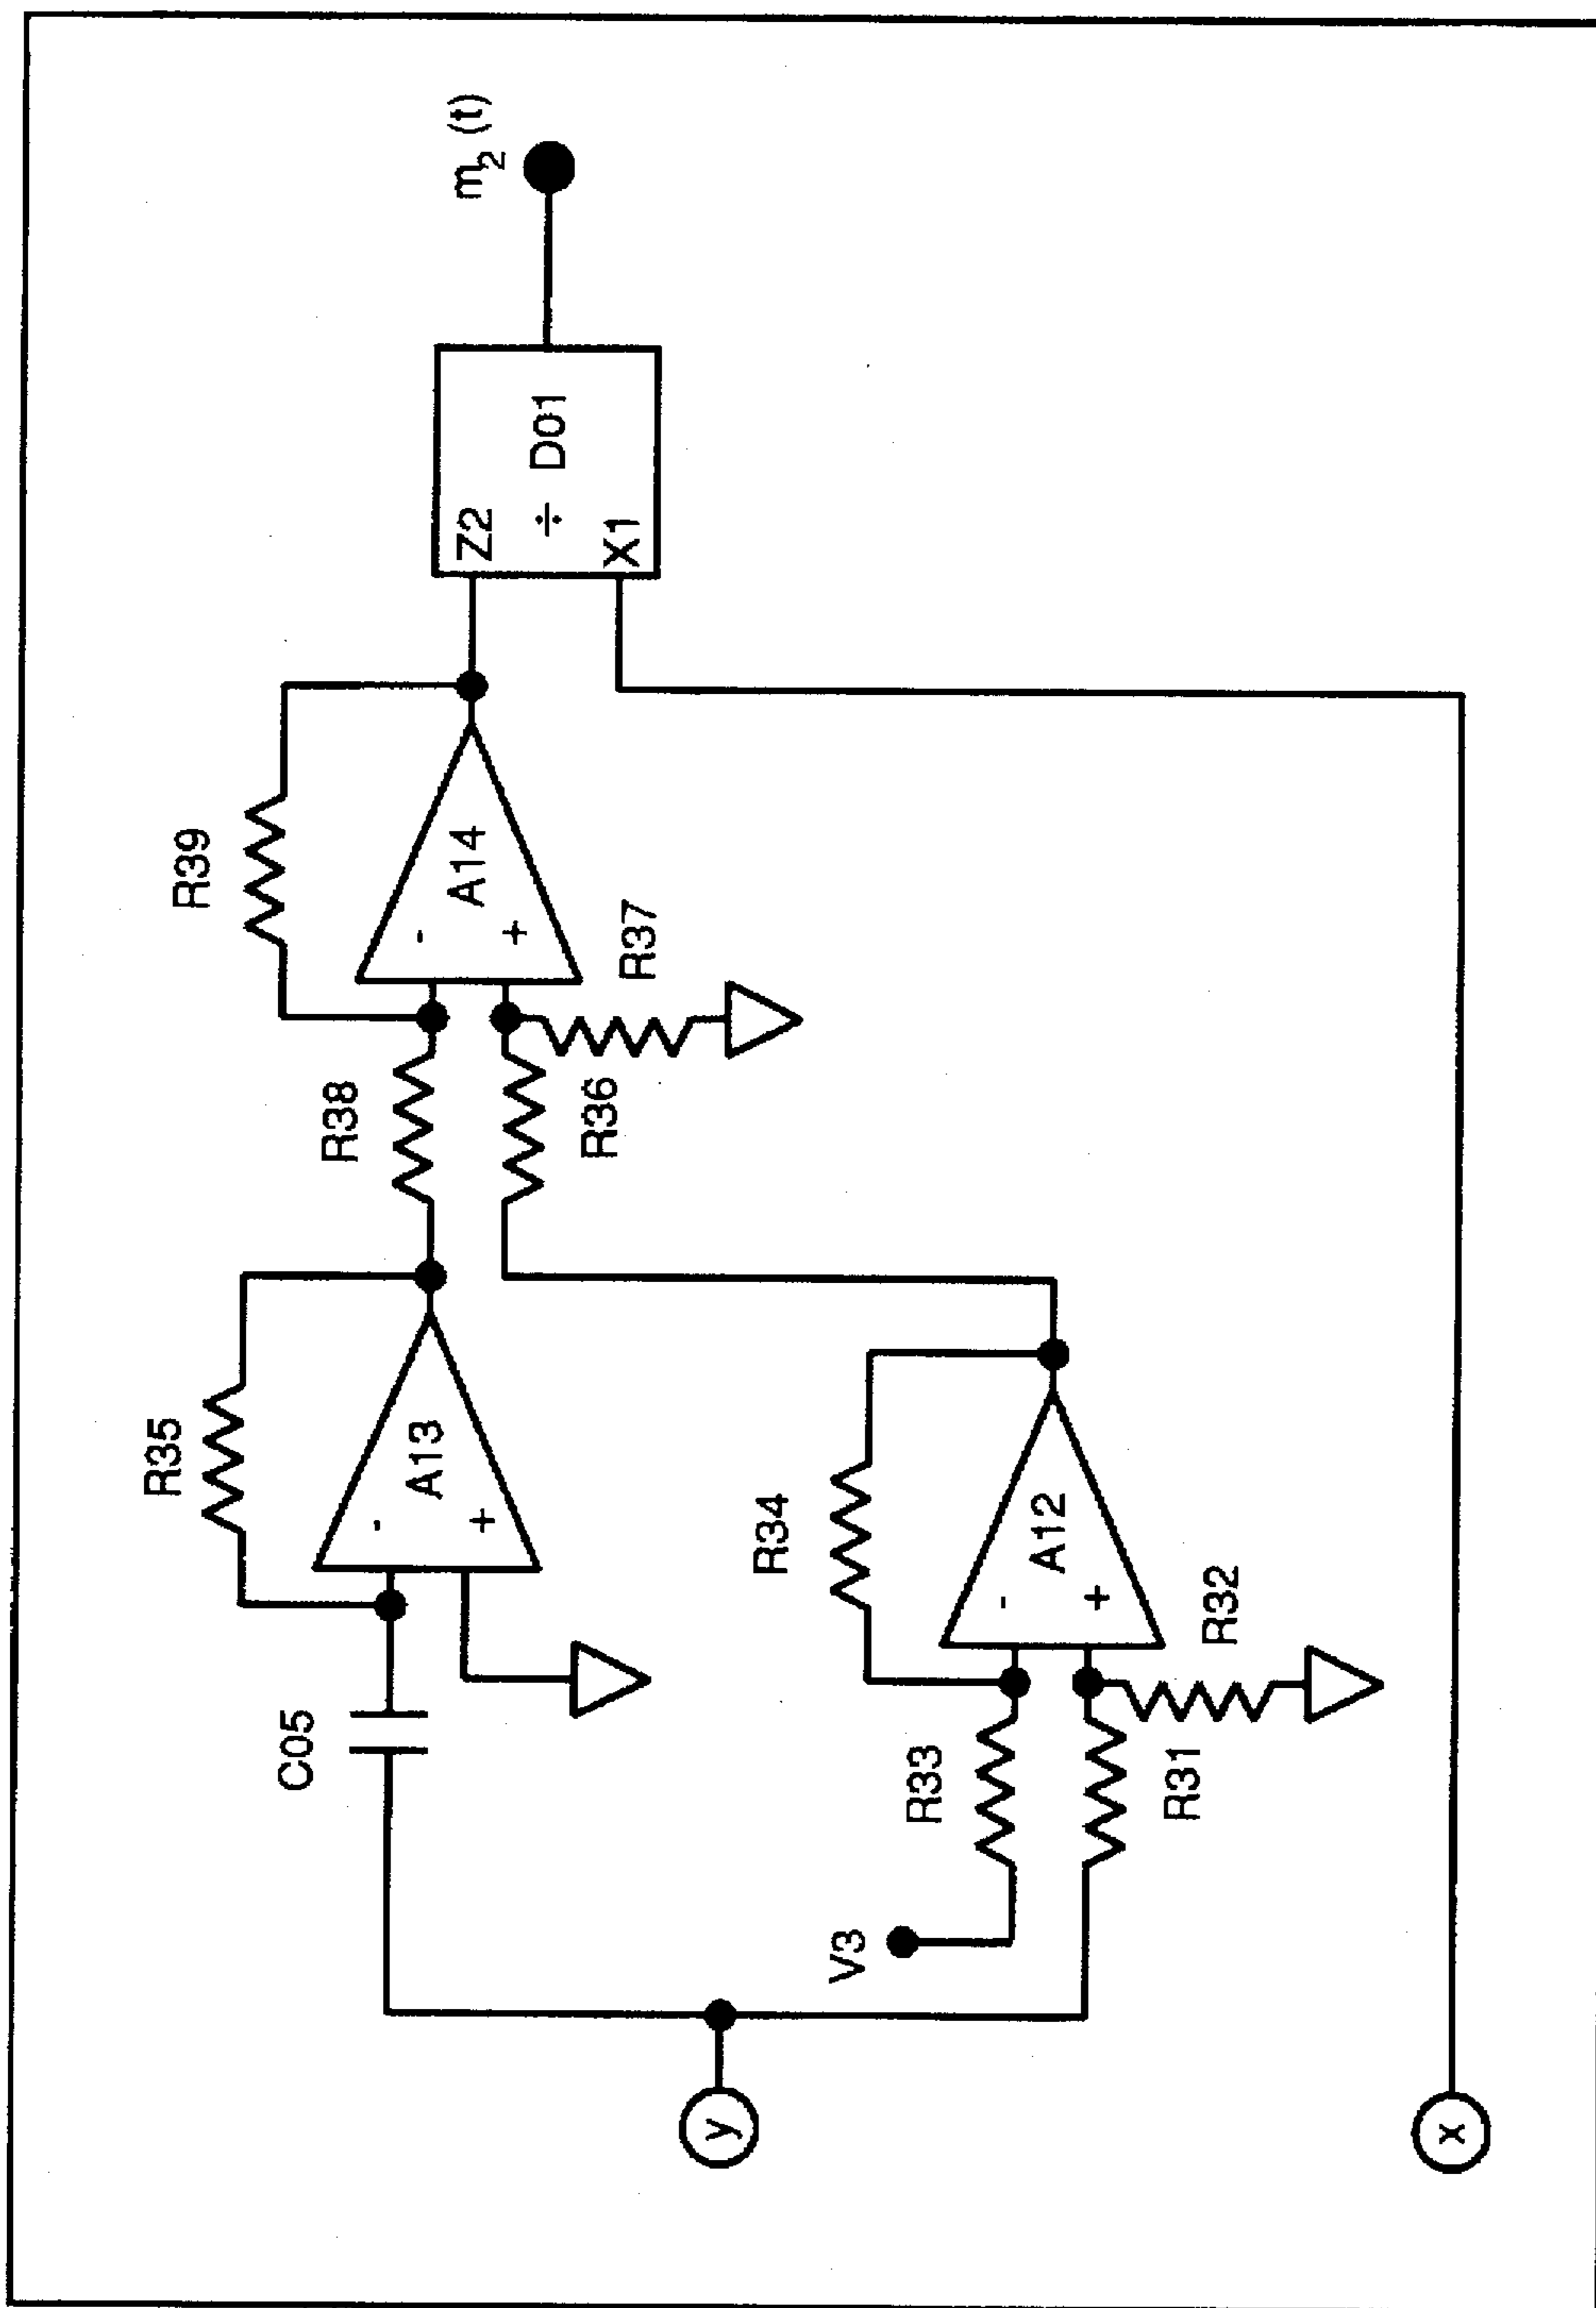 m2 (t)
R39
Z2
÷ D01
X1
A14
-
+
R37
R38
R36
R35
A13
-
+
C05
R34
A12
-
+
R32
R33
R31
V3
y
x